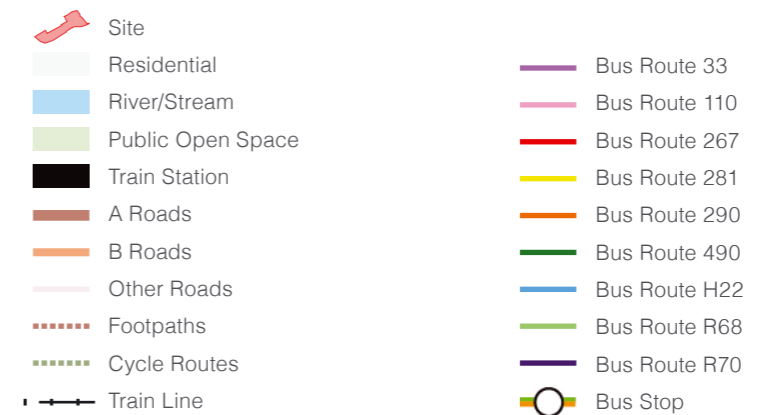 Site
Residential
River/Stream
Public Open Space
Train Station
A Roads
B Roads
Other Roads
Footpaths
Cycle Routes
Train Line
Bus Route 33
Bus Route 110
Bus Route 267
Bus Route 281
Bus Route 290
Bus Route 490
Bus Route H22
Bus Route R68
Bus Route R70
Bus Stop